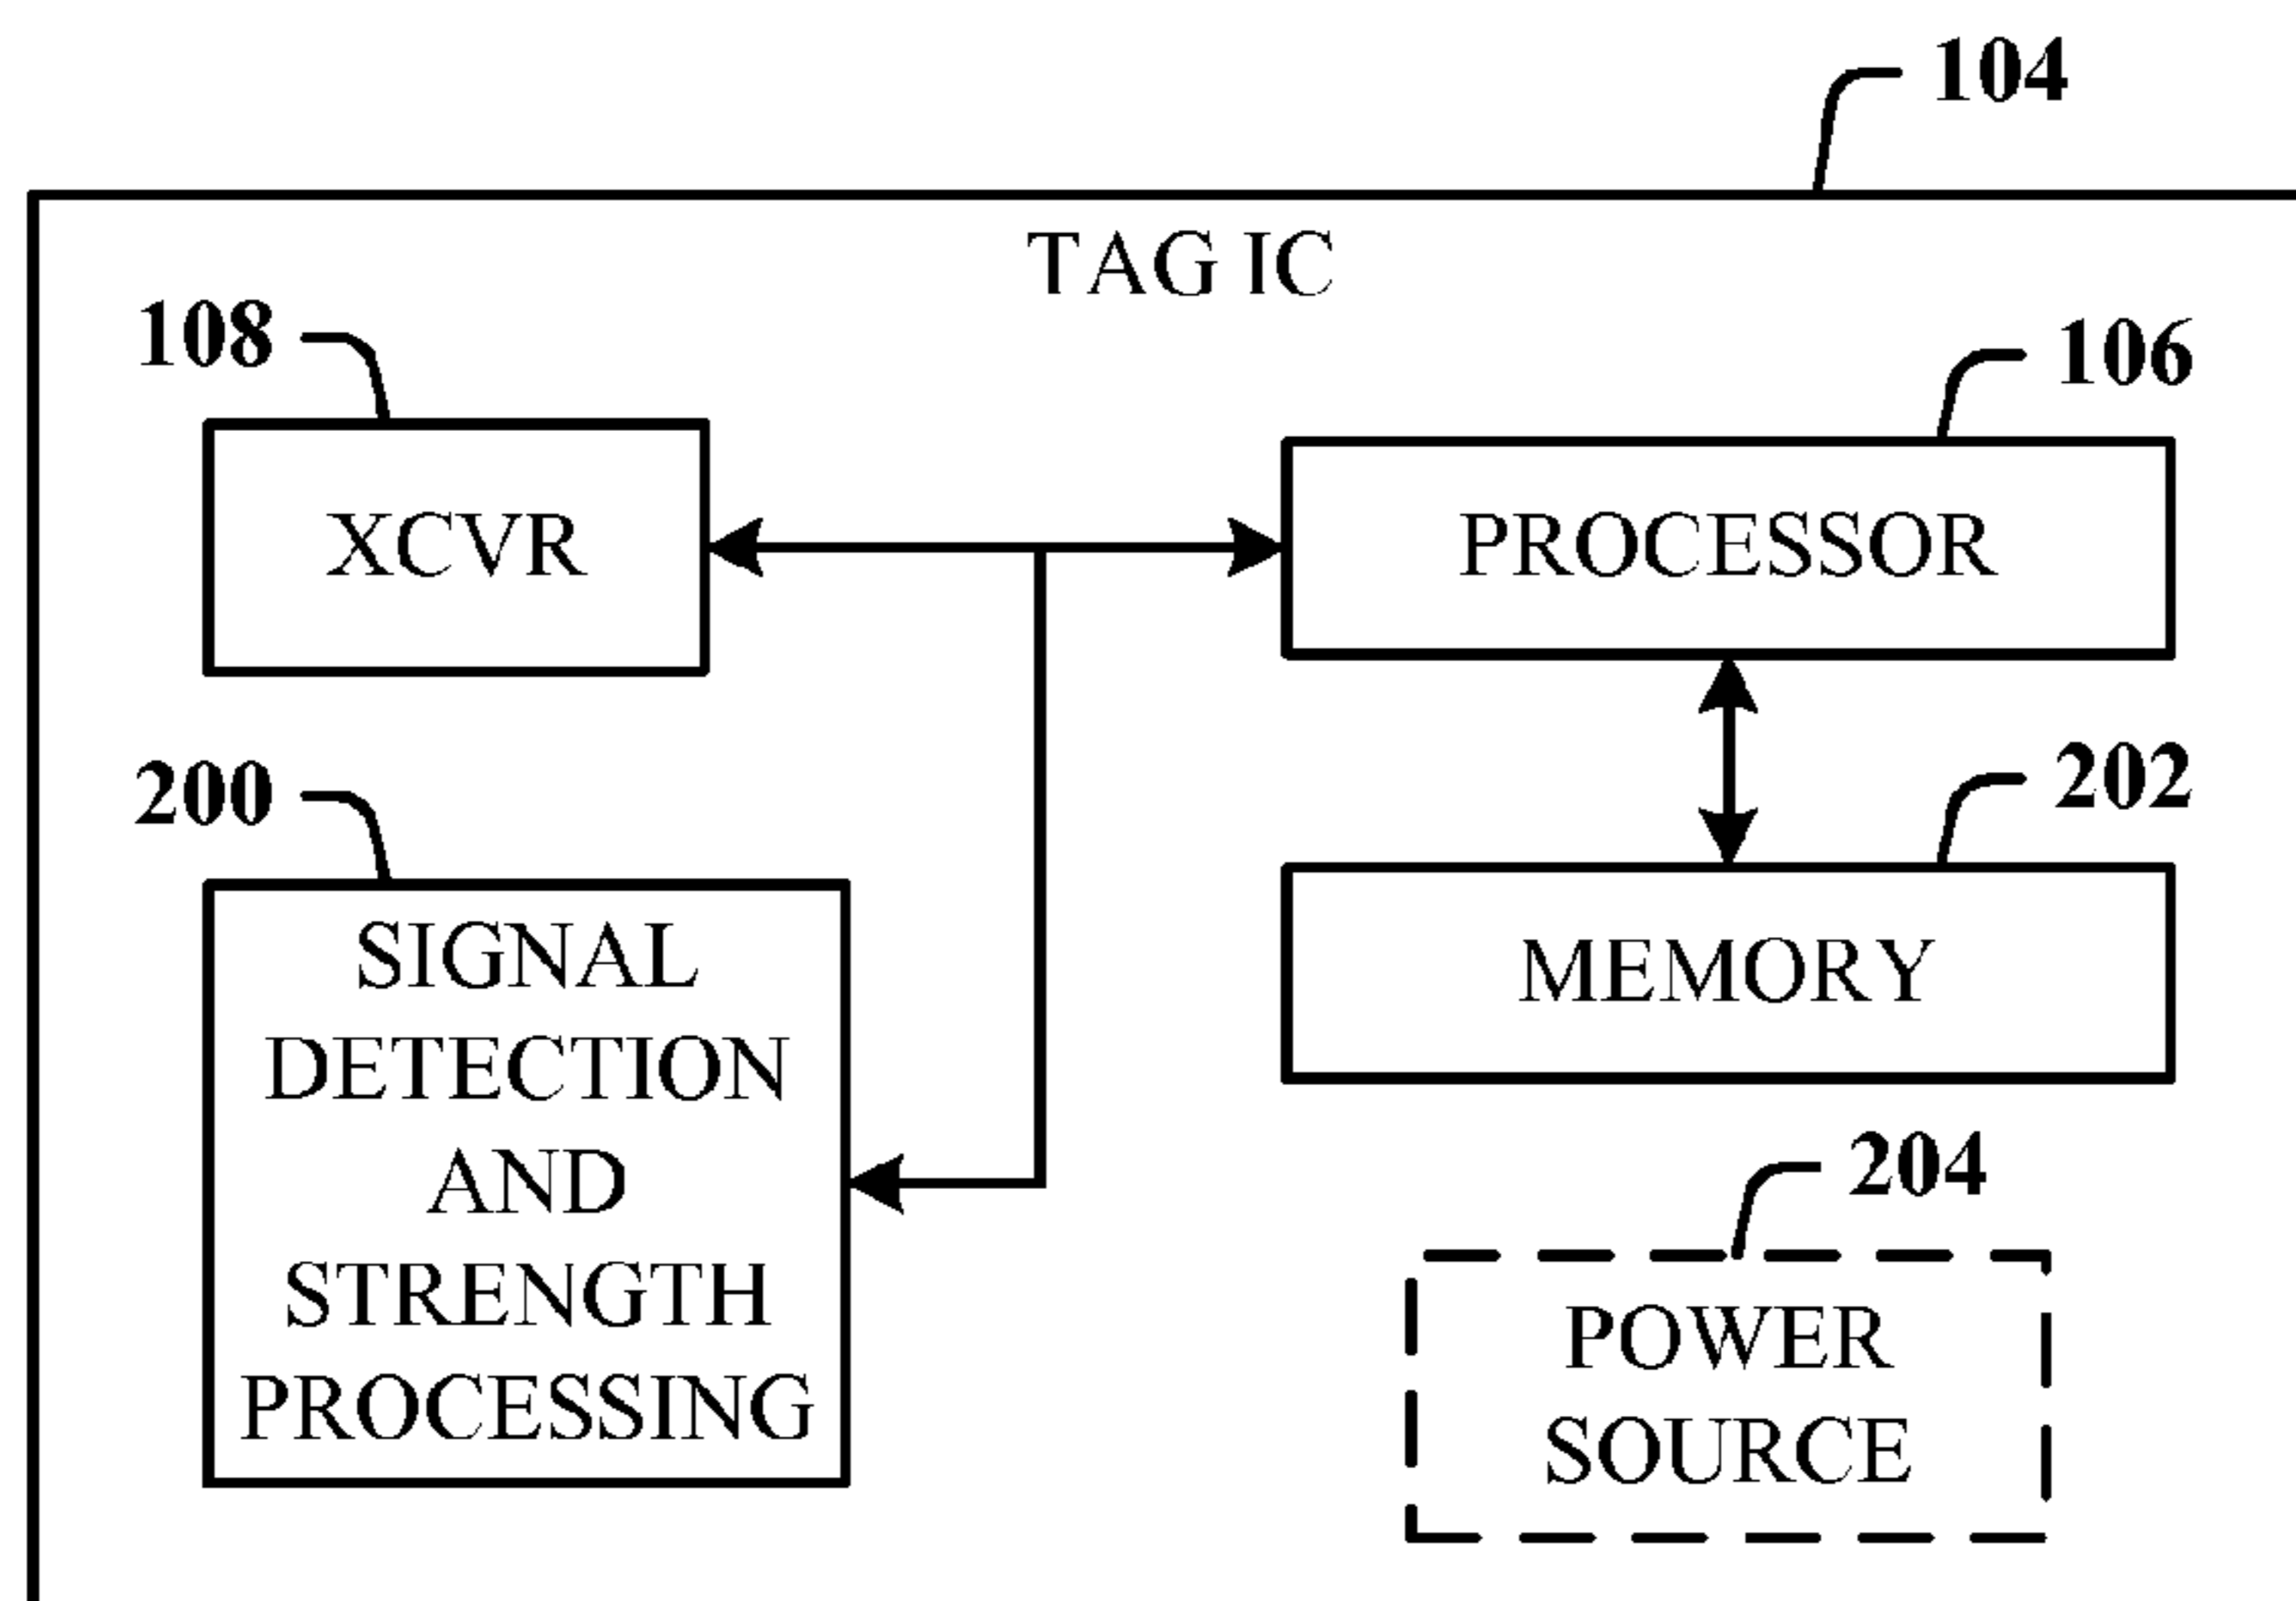 104
TAG IC
108
106
XCVR
PROCESSOR
200
202
SIGNAL
DETECTION
AND
STRENGTH
PROCESSING
MEMORY
204
POWER
SOURCE